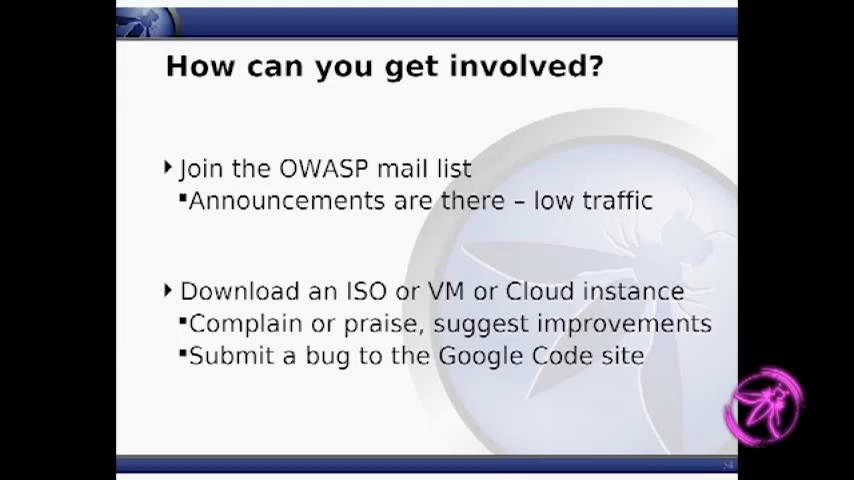 How can you get involved?
Join the OWASP mail list
Announcements are there – low traffic
Download an ISO or VM or Cloud instance
Complain or praise, suggest improvements
Submit a bug to the Google Code site